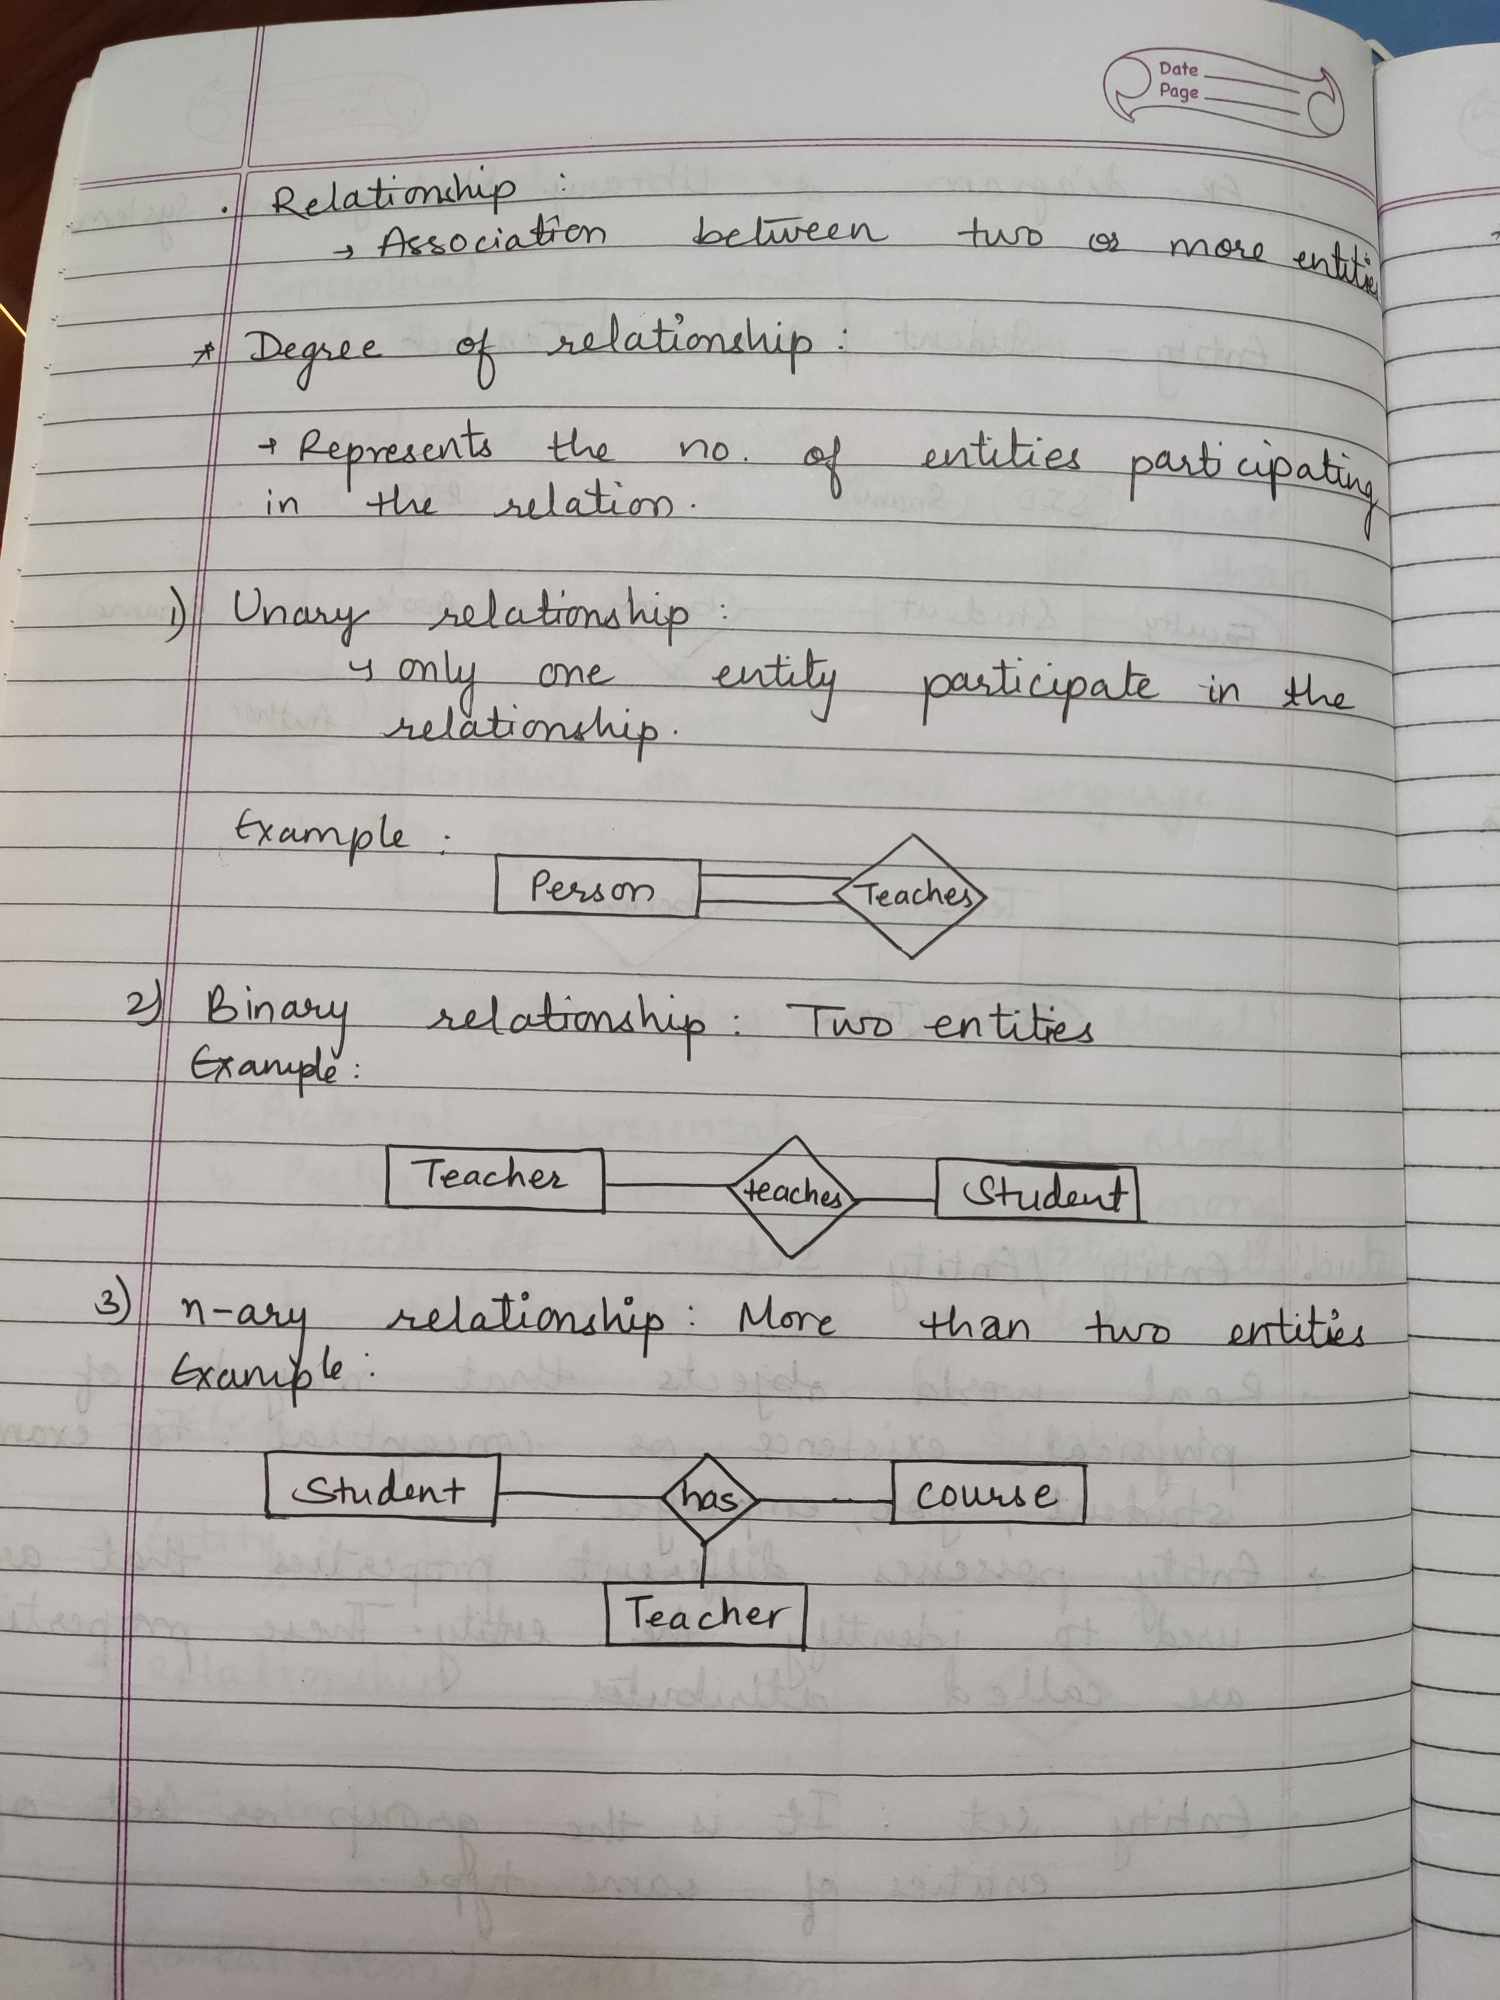 Date
Page
. Relationship :
→ Association between two or more entitie
* Degree of relationship :
→ Represents the no. of entities participating
in the relation.
1) Unary relationship :
↳ only one entity participate in the
relationship.
Example :
Person Teaches
2) Binary relationship : Two entities
Example :
Teacher teaches Student
3) n-ary relationship : More than two entities
Example :
Student has course
Teacher